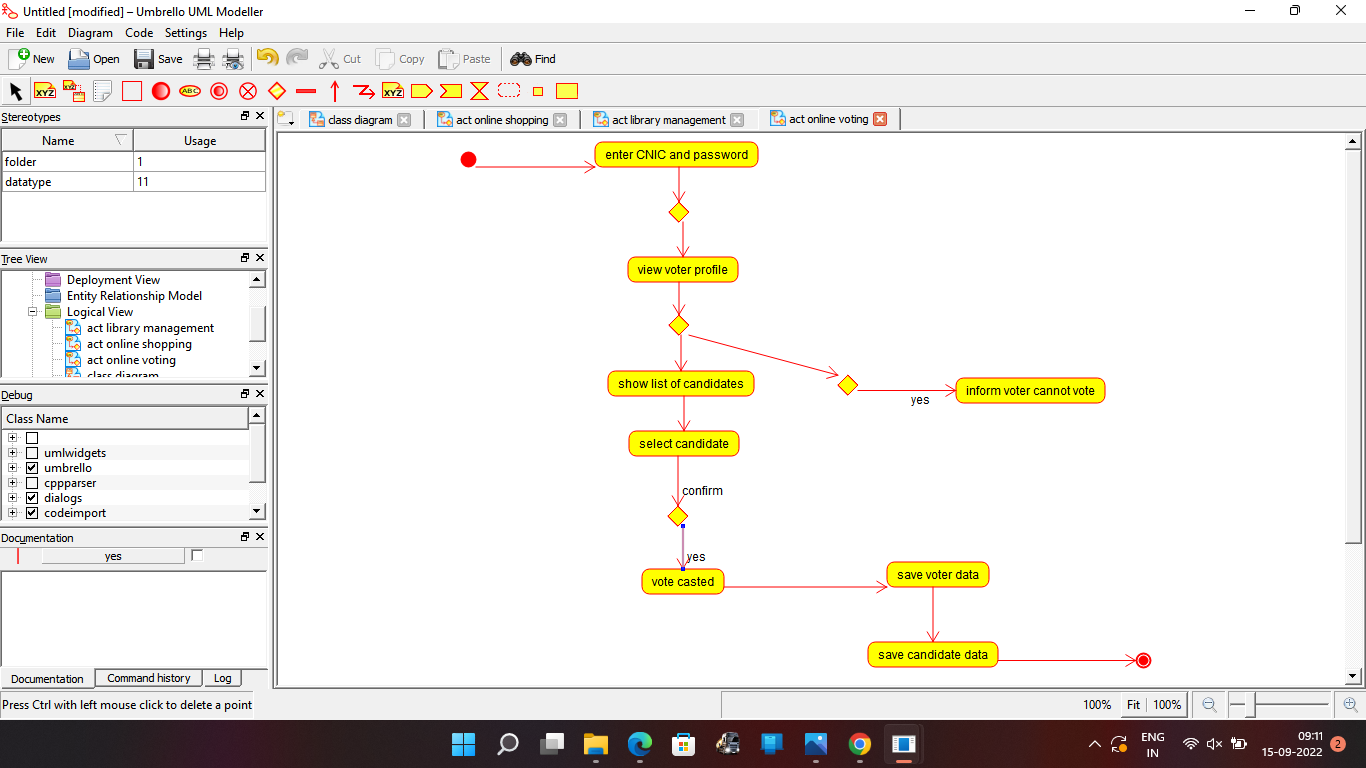 Untitled [modified] – Umbrello UML Modeller
File Edit Diagram Code Settings Help
New Open Save Cut Copy Paste Find
XYZ XYZ ABC XYZ
Stereotypes
Name Usage
folder 1
datatype 11
Tree View
Deployment View
Entity Relationship Model
Logical View
act library management
act online shopping
act online voting
class diagram
Debug
Class Name
umlwidgets
umbrello
cppparser
dialogs
codeimport
Documentation
yes
Documentation Command history Log
Press Ctrl with left mouse click to delete a point
class diagram act online shopping act library management act online voting
enter CNIC and password
view voter profile
show list of candidates
yes
inform voter cannot vote
select candidate
confirm
yes
vote casted
save voter data
save candidate data
100% Fit 100%
ENG
IN
09:11
15-09-2022
2